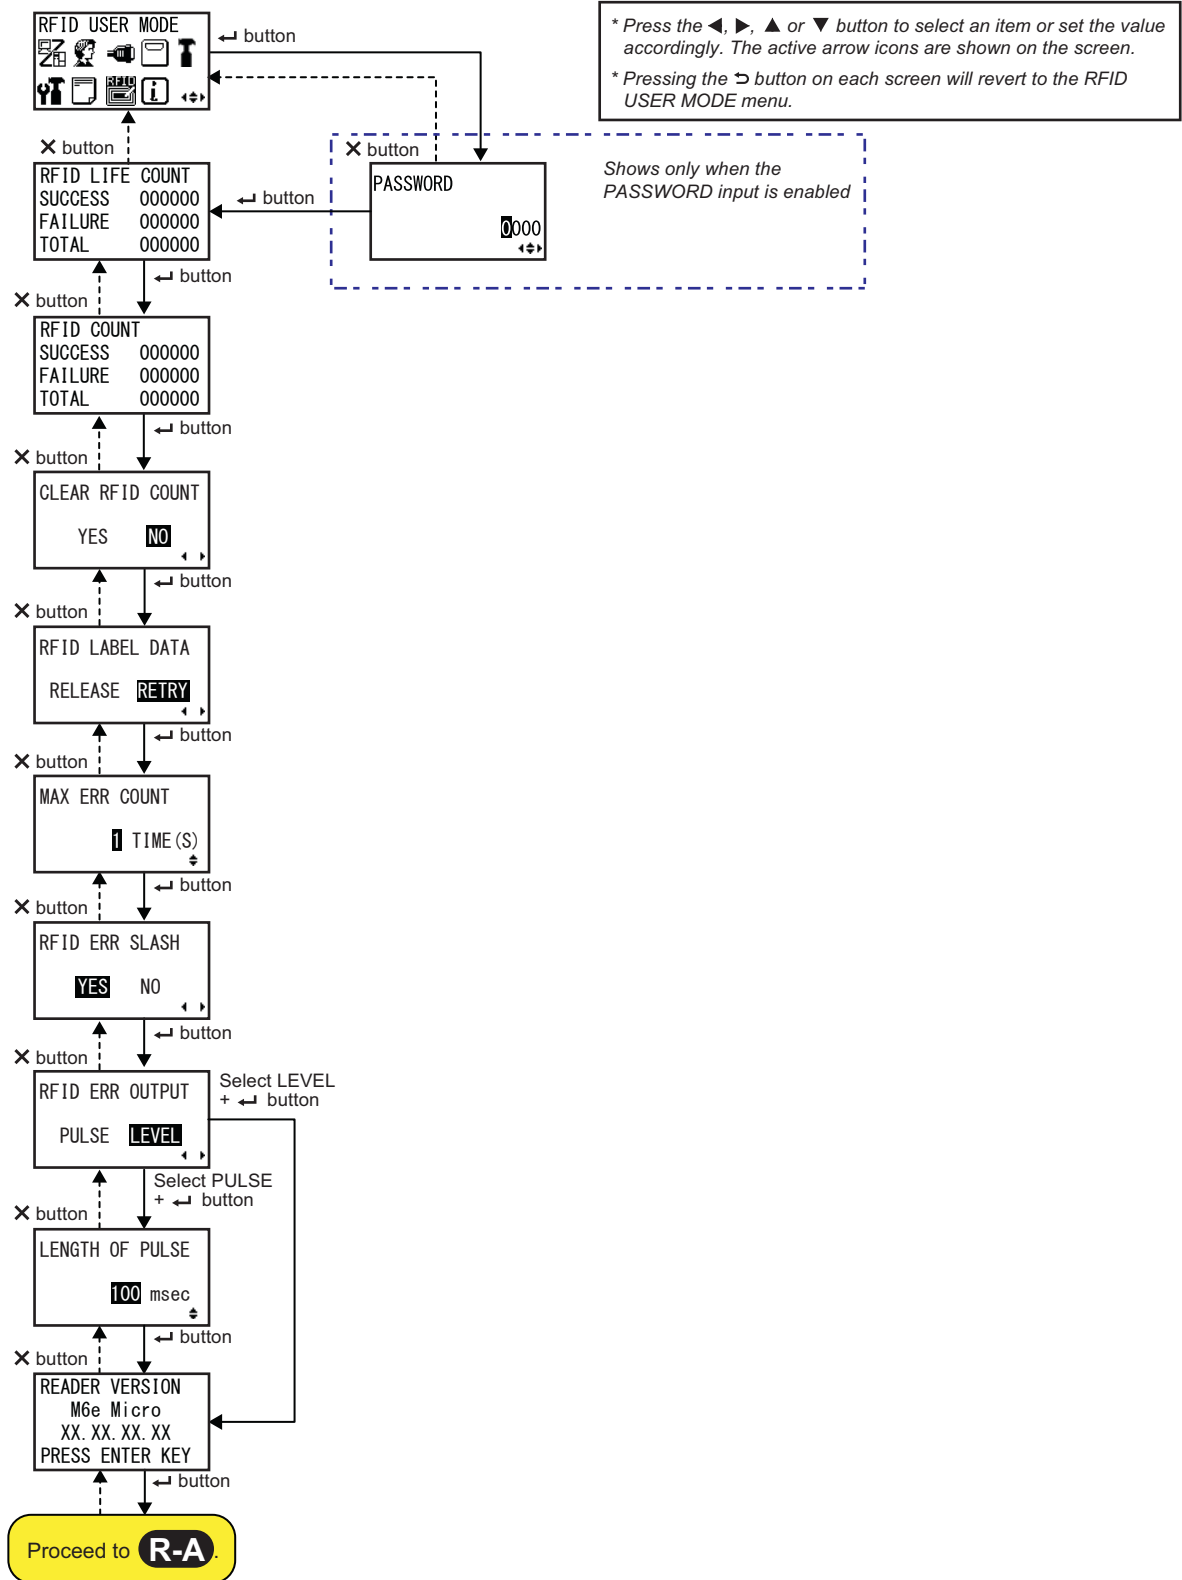 RFID USER MODE
↵ button
* Press the ◀, ▶, ▲ or ▼ button to select an item or set the value
accordingly. The active arrow icons are shown on the screen.
* Pressing the ⮌ button on each screen will revert to the RFID
USER MODE menu.
✕ button
RFID LIFE COUNT
SUCCESS 000000
FAILURE 000000
TOTAL 000000
↵ button
✕ button
PASSWORD
0000
Shows only when the
PASSWORD input is enabled
↵ button
✕ button
RFID COUNT
SUCCESS 000000
FAILURE 000000
TOTAL 000000
↵ button
✕ button
CLEAR RFID COUNT
YES NO
↵ button
✕ button
RFID LABEL DATA
RELEASE RETRY
↵ button
✕ button
MAX ERR COUNT
1 TIME(S)
↵ button
✕ button
RFID ERR SLASH
YES NO
↵ button
✕ button
RFID ERR OUTPUT
PULSE LEVEL
Select LEVEL
+ ↵ button
Select PULSE
+ ↵ button
✕ button
LENGTH OF PULSE
100 msec
↵ button
✕ button
READER VERSION
M6e Micro
XX.XX.XX.XX
PRESS ENTER KEY
↵ button
Proceed to R-A.